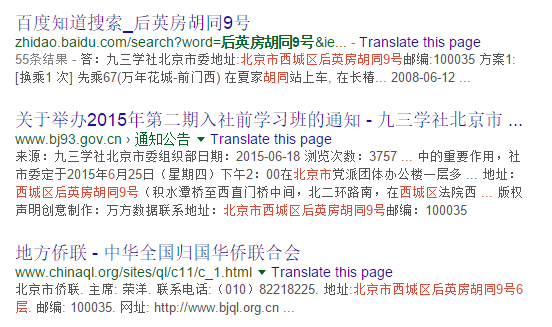 百度知道搜索_后英房胡同9号
zhidao.baidu.com/search?word=后英房胡同9号&ie... - Translate this page
55条结果 - 答：九三学社北京市委地址:北京市西城区后英房胡同9号邮编:100035 方案1:
[换乘1 次] 先乘67(万年花城-前门西) 在夏家胡同站上车, 在长椿... 2008-06-12 ...
关于举办2015年第二期入社前学习班的通知 - 九三学社北京市 ...
www.bj93.gov.cn › 通知公告 ▼ Translate this page
来源：九三学社北京市委组织部日期：2015-06-18 浏览次数：3757 ... 中的重要作用，社
市委定于2015年6月25日（星期四）下午2：00在北京市党派团体办公楼一层多 ... 地址：
西城区后英房胡同9号（积水潭桥至西直门桥中间，北二环路南，在西城区法院西 ... 版权
声明创意制作：万方数据联系地址：北京市西城区后英房胡同9号邮编：100035
地方侨联 - 中华全国归国华侨联合会
www.chinaql.org/sites/ql/c11/c_1.html ▼ Translate this page
北京市侨联. 主席: 荣洋. 联系电话:（010）82218225. 地址:北京市西城区后英房胡同9号6
层. 邮编: 100035. 网址: http://www.bjql.org.cn ...